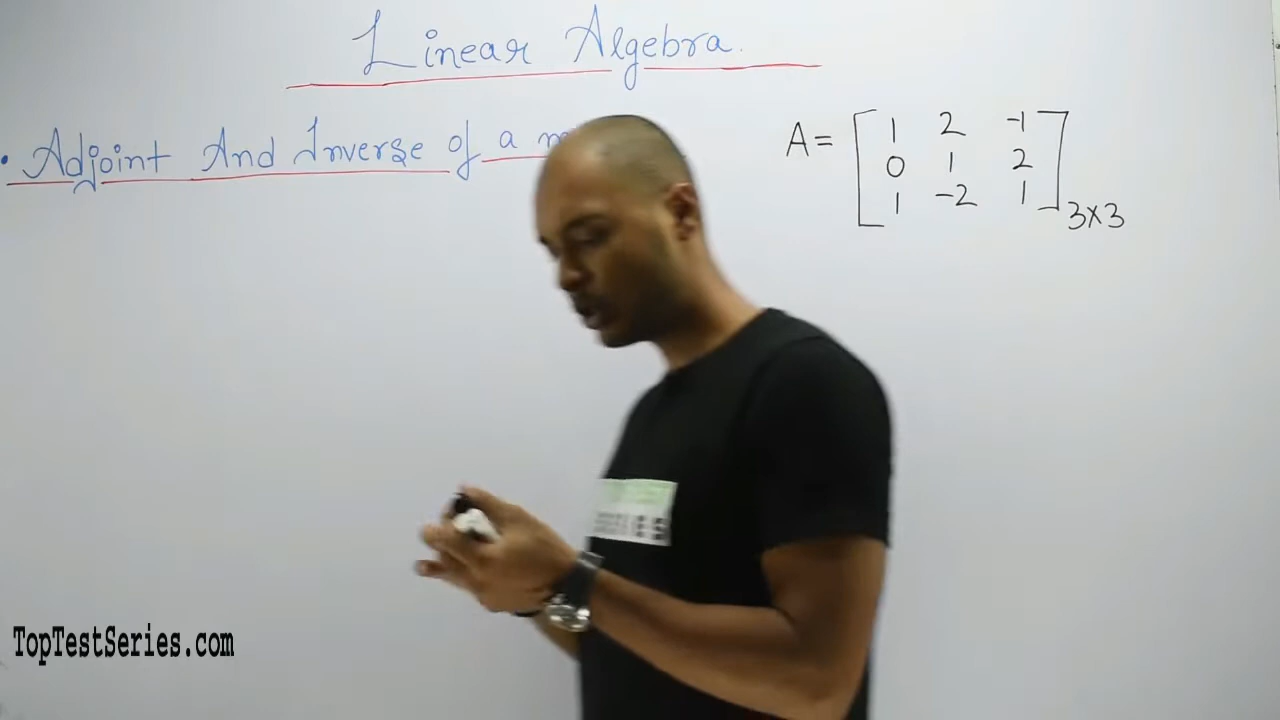 Linear Algebra.
• Adjoint And Inverse of a
A = [ 1 2 -1
0 1 2
1 -2 1 ] 3x3
TopTestSeries.com